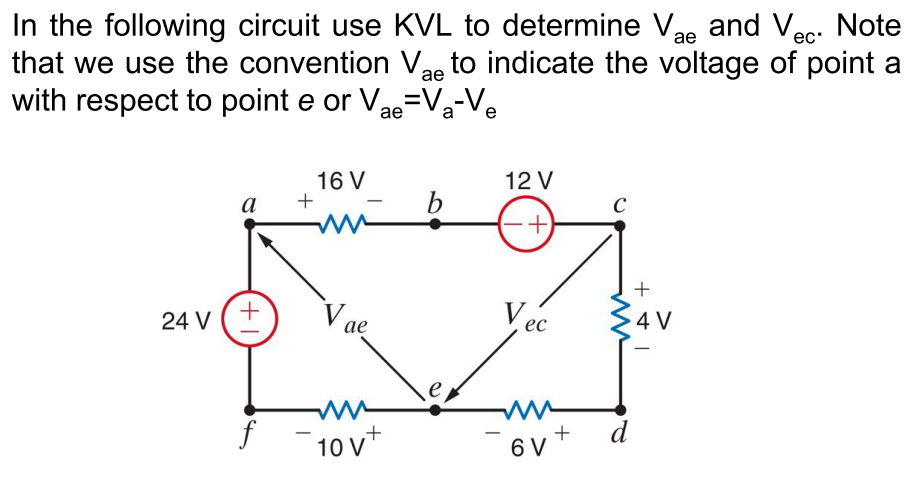 In the following circuit use KVL to determine Vae and Vec. Note
that we use the convention Vae to indicate the voltage of point a
with respect to point e or Vae=Va-Ve
16 V
12 V
a + − b c
− +
+
24 V + −
Vae
Vec
4 V
−
e
f − 10 V + − 6 V + d